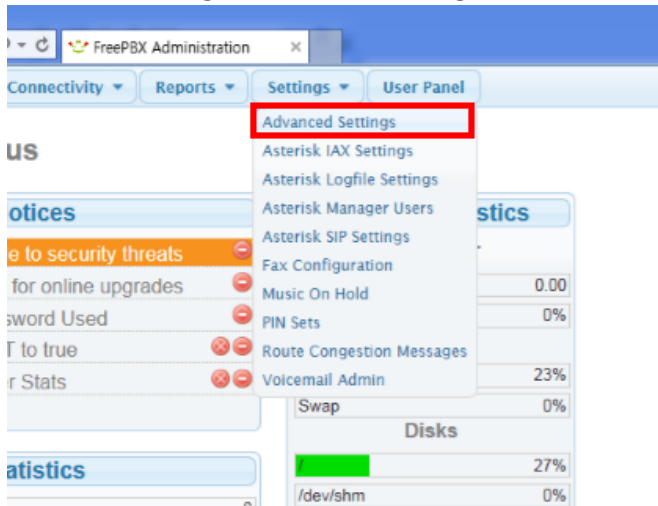 FreePBX Administration
Connectivity Reports Settings User Panel
Advanced Settings
Asterisk IAX Settings
Asterisk Logfile Settings
Asterisk Manager Users
Asterisk SIP Settings
Fax Configuration
Music On Hold
PIN Sets
Route Congestion Messages
Voicemail Admin
us
otices
e to security threats
for online upgrades
sword Used
T to true
r Stats
atistics
stics
0.00
0%
23%
Swap 0%
Disks
/ 27%
/dev/shm 0%